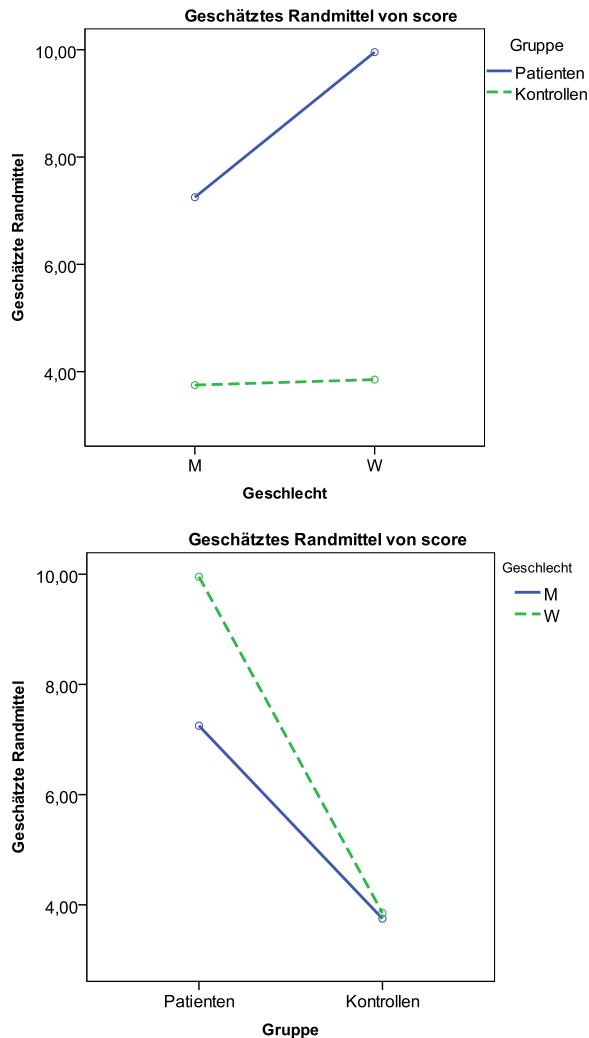 Geschätztes Randmittel von score
Gruppe
Patienten
Kontrollen
Geschätzte Randmittel
10,00
8,00
6,00
4,00
M
W
Geschlecht
Geschätztes Randmittel von score
Geschlecht
M
W
Geschätzte Randmittel
10,00
8,00
6,00
4,00
Patienten
Kontrollen
Gruppe